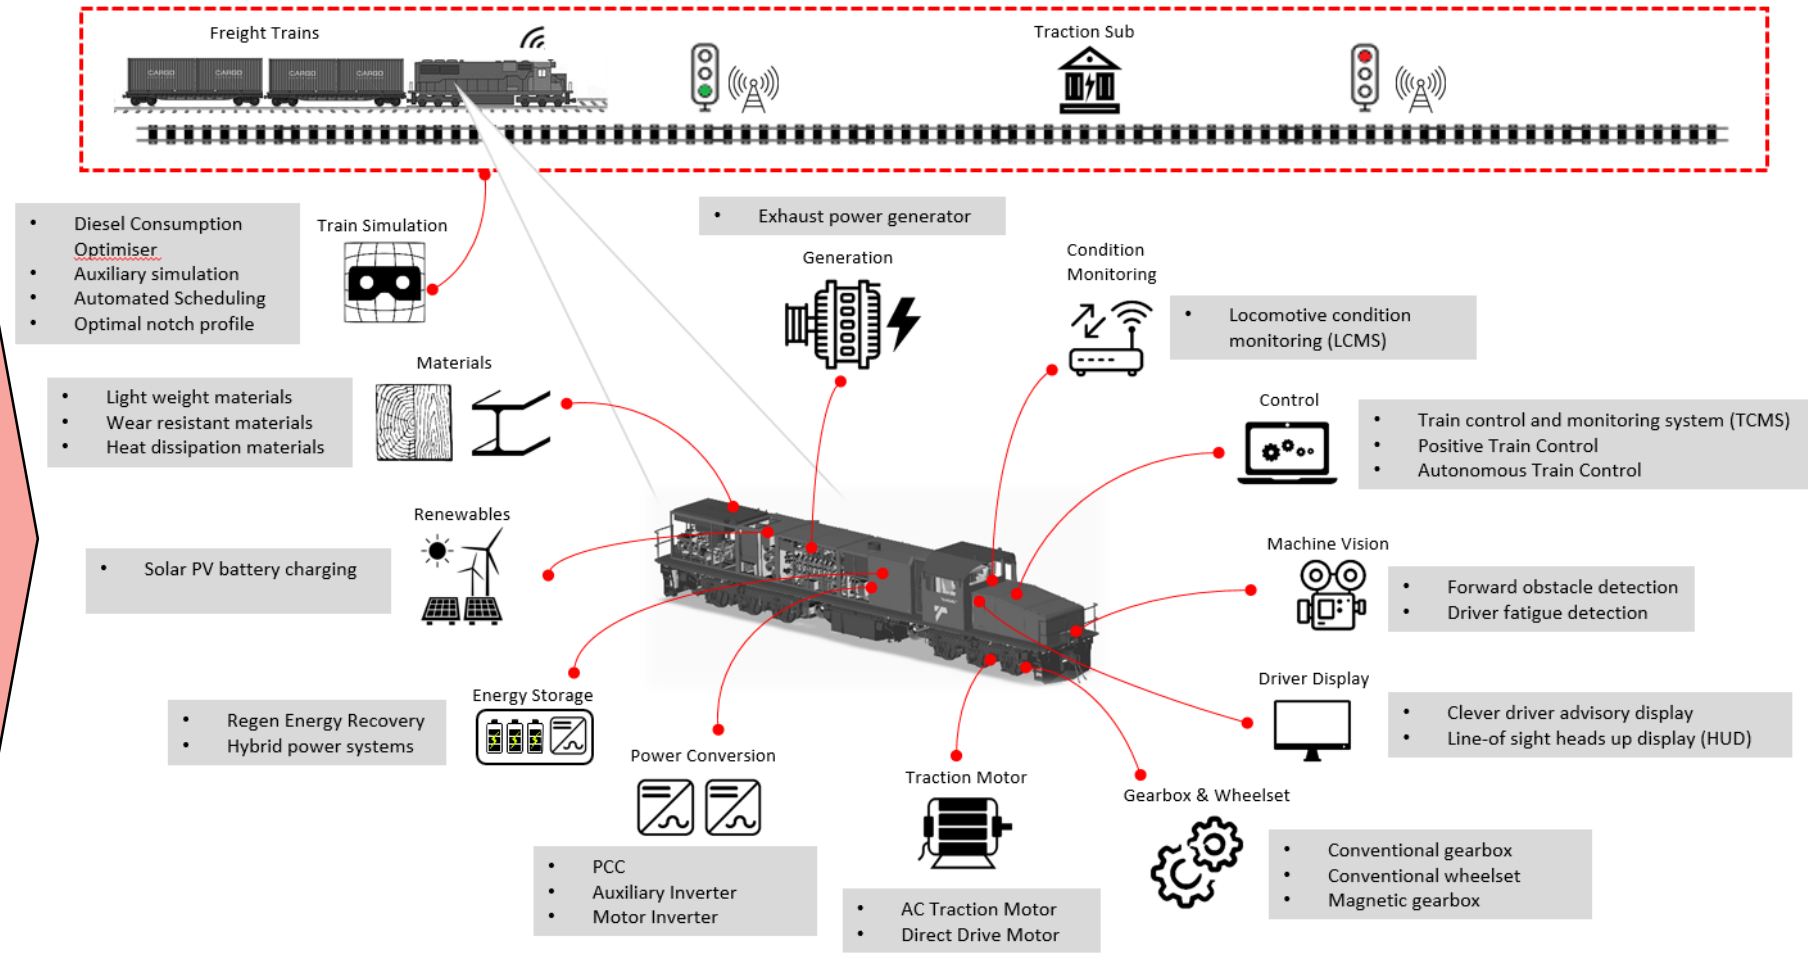 Freight Trains
Traction Sub
CARGO CARGO CARGO CARGO
• Diesel Consumption
Optimiser
• Auxiliary simulation
• Automated Scheduling
• Optimal notch profile
Train Simulation
• Exhaust power generator
Generation
Condition
Monitoring
• Locomotive condition
monitoring (LCMS)
Materials
• Light weight materials
• Wear resistant materials
• Heat dissipation materials
Control
• Train control and monitoring system (TCMS)
• Positive Train Control
• Autonomous Train Control
Renewables
• Solar PV battery charging
Machine Vision
• Forward obstacle detection
• Driver fatigue detection
Energy Storage
• Regen Energy Recovery
• Hybrid power systems
Driver Display
• Clever driver advisory display
• Line-of sight heads up display (HUD)
Power Conversion
• PCC
• Auxiliary Inverter
• Motor Inverter
Traction Motor
• AC Traction Motor
• Direct Drive Motor
Gearbox & Wheelset
• Conventional gearbox
• Conventional wheelset
• Magnetic gearbox